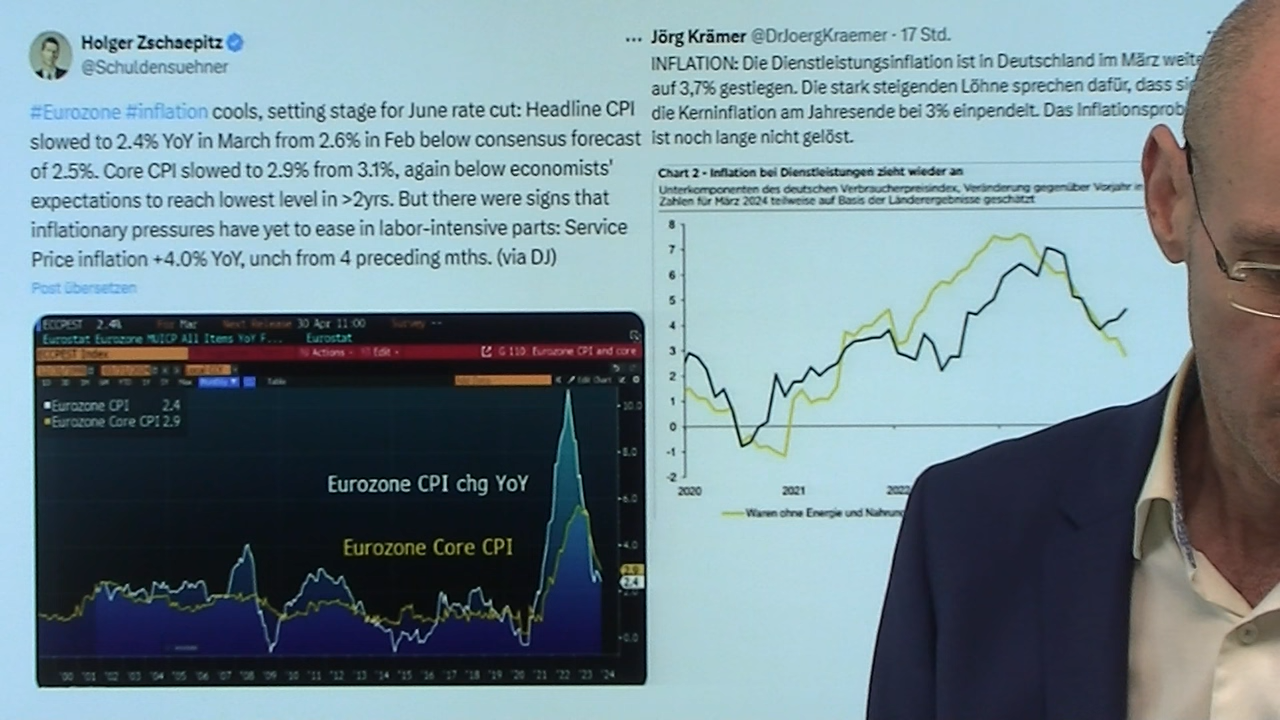 Holger Zschaepitz
@Schuldensuehner
#Eurozone #inflation cools, setting stage for June rate cut: Headline CPI
slowed to 2.4% YoY in March from 2.6% in Feb below consensus forecast
of 2.5%. Core CPI slowed to 2.9% from 3.1%, again below economists'
expectations to reach lowest level in >2yrs. But there were signs that
inflationary pressures have yet to ease in labor-intensive parts: Service
Price inflation +4.0% YoY, unch from 4 preceding mths. (via DJ)
Post übersetzen
ECCPEST 2.4% For Mar Next Release 30 Apr 11:00 Survey --
Eurostat Eurozone MUICP All Items YoY F... Eurostat
ECCPEST Index Actions Edit G 110: Eurozone CPI and core
Max Monthly Table Edit Chart
Eurozone CPI 2.4
Eurozone Core CPI 2.9
Eurozone CPI chg YoY
Eurozone Core CPI
10.0
8.0
6.0
4.0
2.9
2.4
2.0
0.0
'00 '01 '02 '03 '04 '05 '06 '07 '08 '09 '10 '11 '12 '13 '14 '15 '16 '17 '18 '19 '20 '21 '22 '23 '24
... Jörg Krämer @DrJoergKraemer · 17 Std.
INFLATION: Die Dienstleistungsinflation ist in Deutschland im März weite
auf 3,7% gestiegen. Die stark steigenden Löhne sprechen dafür, dass si
die Kerninflation am Jahresende bei 3% einpendelt. Das Inflationsprob
ist noch lange nicht gelöst.
Chart 2 - Inflation bei Dienstleistungen zieht wieder an
Unterkomponenten des deutschen Verbraucherpreisindex, Veränderung gegenüber Vorjahr in
Zahlen für März 2024 teilweise auf Basis der Länderergebnisse geschätzt
8
7
6
5
4
3
2
1
0
-1
-2
2020 2021 2022
Waren ohne Energie und Nahrung